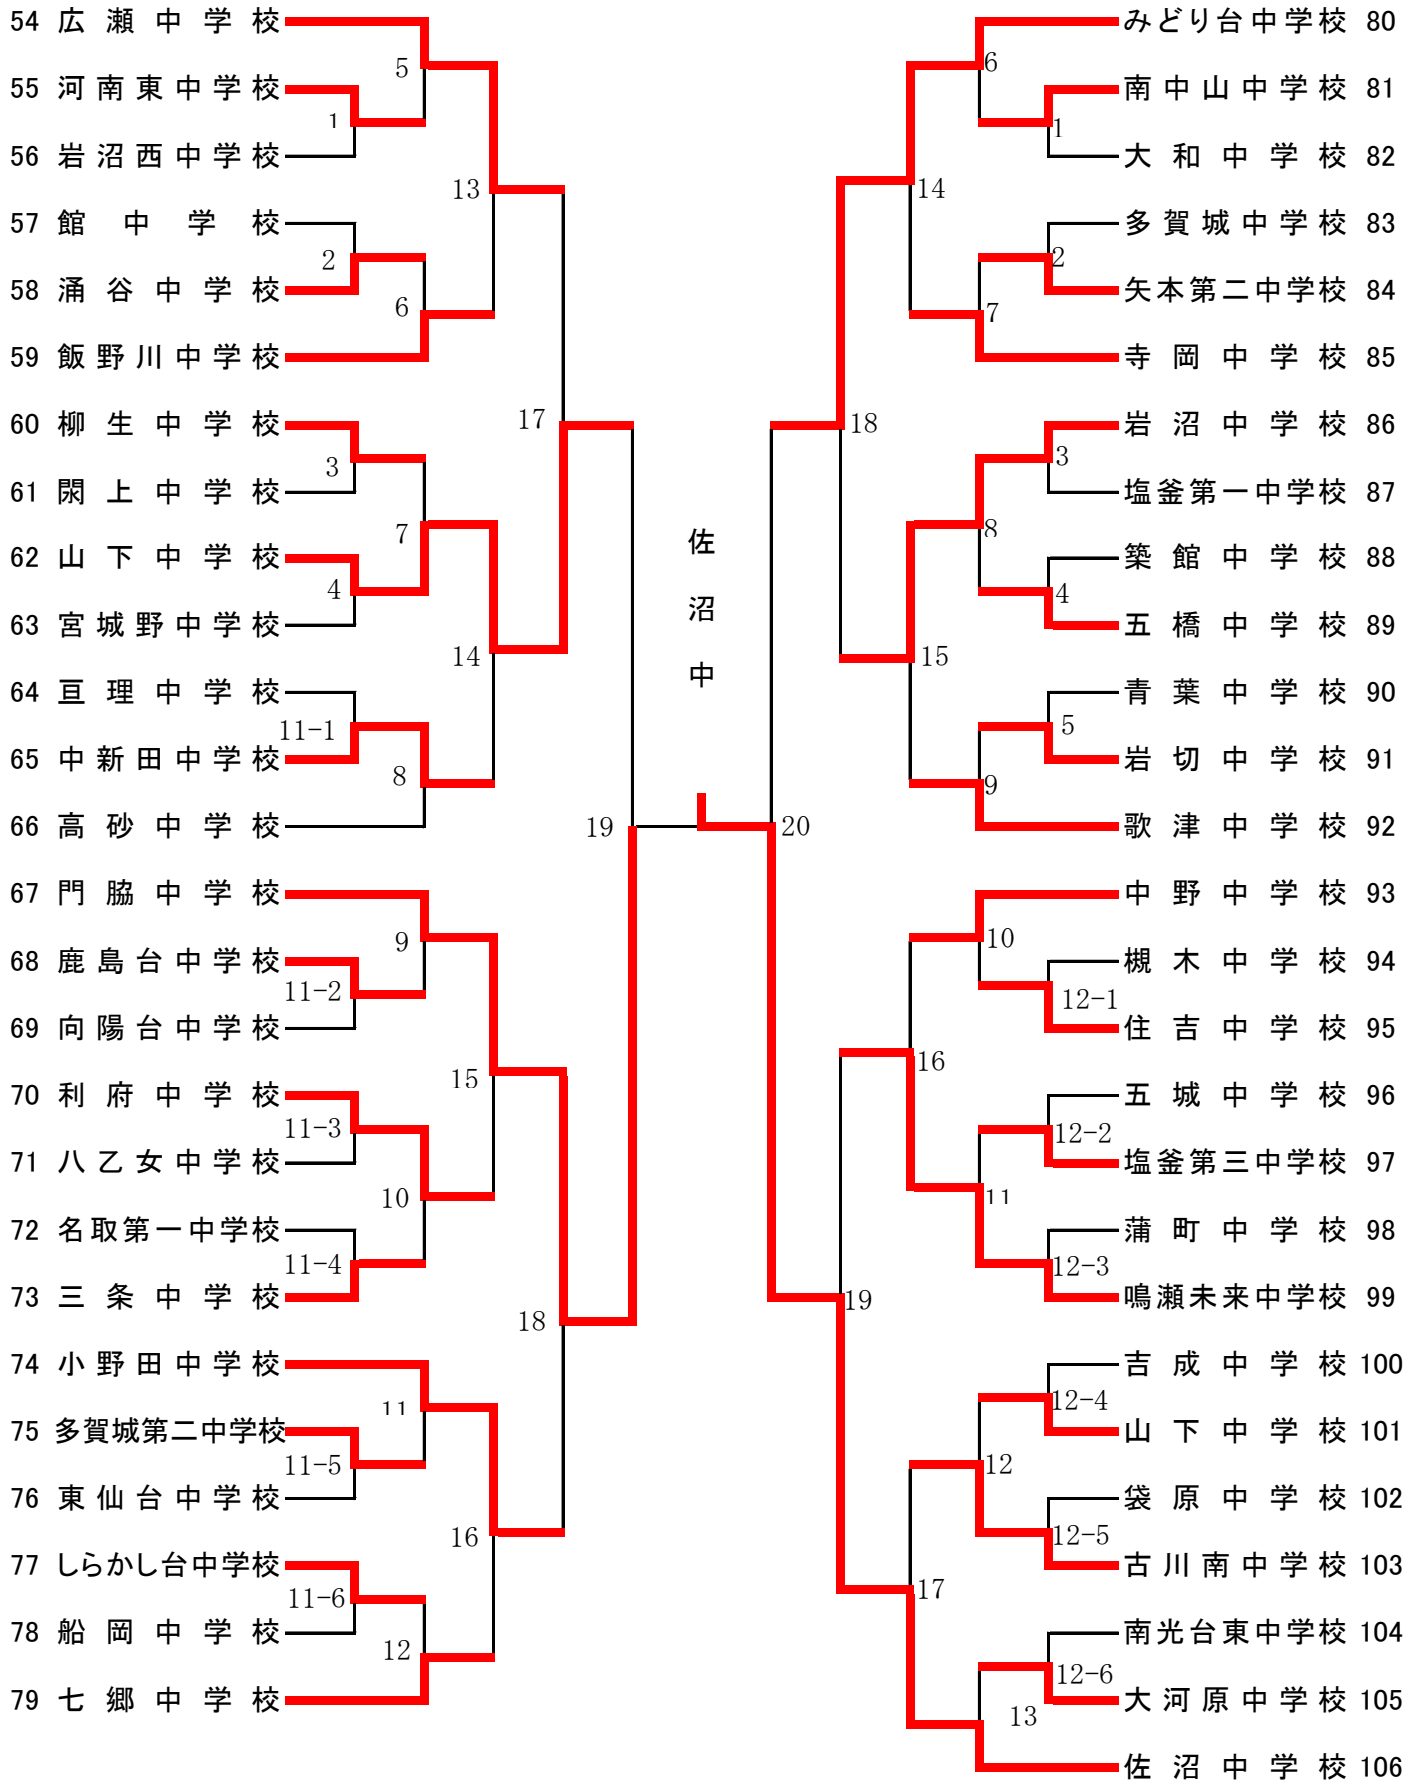 54 広瀬中学校
5
55 河南東中学校
1
56 岩沼西中学校
13
57 館中学校
2
58 涌谷中学校
6
59 飯野川中学校
17
60 柳生中学校
3
61 閖上中学校
7
62 山下中学校
4
63 宮城野中学校
14
64 亘理中学校
11-1
65 中新田中学校
8
66 高砂中学校
19
67 門脇中学校
9
68 鹿島台中学校
11-2
69 向陽台中学校
15
70 利府中学校
11-3
71 八乙女中学校
10
72 名取第一中学校
11-4
73 三条中学校
18
74 小野田中学校
11
75 多賀城第二中学校
11-5
76 東仙台中学校
16
77 しらかし台中学校
11-6
78 船岡中学校
12
79 七郷中学校
佐沼中
みどり台中学校 80
6
南中山中学校 81
1
大和中学校 82
14
多賀城中学校 83
2
矢本第二中学校 84
7
寺岡中学校 85
18
岩沼中学校 86
3
塩釜第一中学校 87
8
築館中学校 88
4
五橋中学校 89
15
青葉中学校 90
5
岩切中学校 91
9
歌津中学校 92
20
中野中学校 93
10
槻木中学校 94
12-1
住吉中学校 95
16
五城中学校 96
12-2
塩釜第三中学校 97
11
蒲町中学校 98
12-3
鳴瀬未来中学校 99
19
吉成中学校 100
12-4
山下中学校 101
12
袋原中学校 102
12-5
古川南中学校 103
17
南光台東中学校 104
12-6
大河原中学校 105
13
佐沼中学校 106